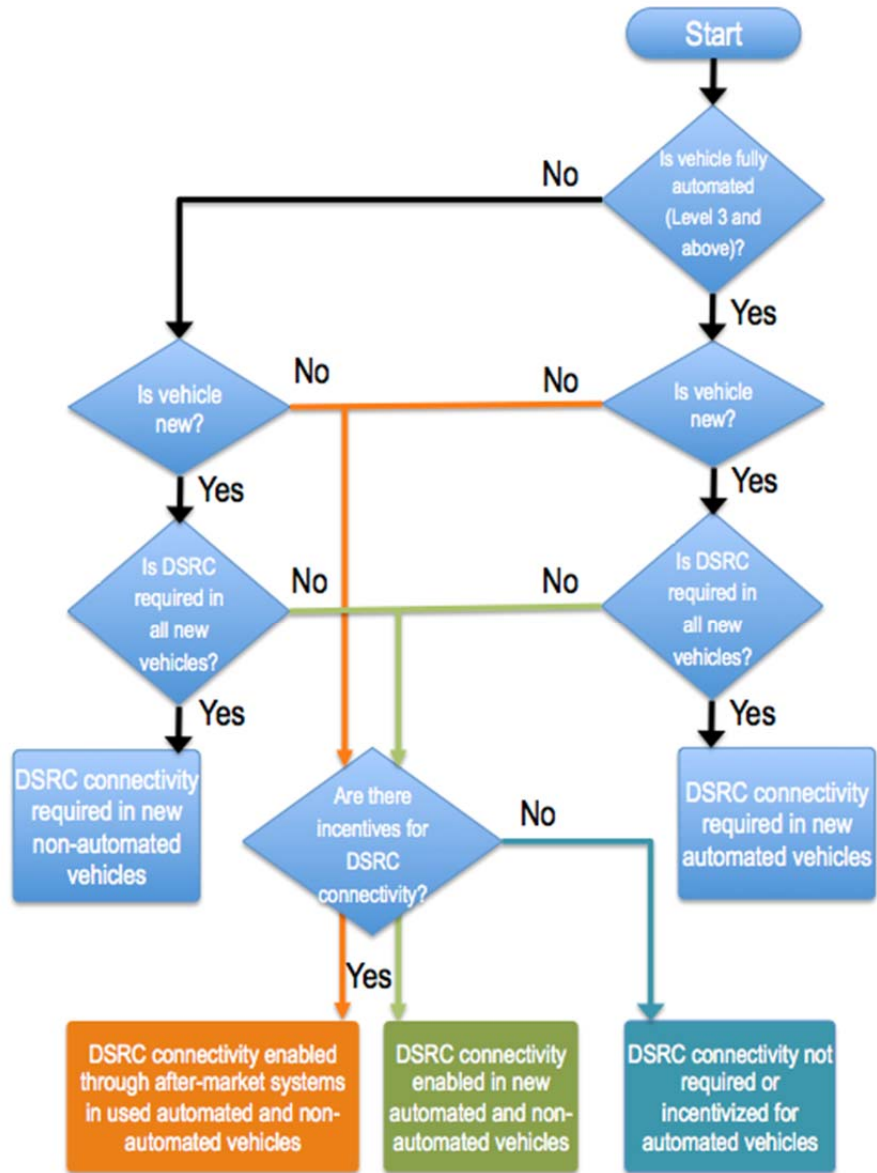 Start
Is vehicle fully
automated
(Level 3 and
above)?
No
Yes
Is vehicle
new?
No
No
Is vehicle
new?
Yes
Yes
Is DSRC
required in
all new
vehicles?
No
No
Is DSRC
required in
all new
vehicles?
Yes
Yes
DSRC connectivity
required in new
non-automated
vehicles
Are there
incentives for
DSRC
connectivity?
No
DSRC connectivity
required in new
automated vehicles
Yes
DSRC connectivity enabled
through after-market systems
in used automated and non-
automated vehicles
DSRC connectivity
enabled in new
automated and non-
automated vehicles
DSRC connectivity not
required or
incentivized for
automated vehicles